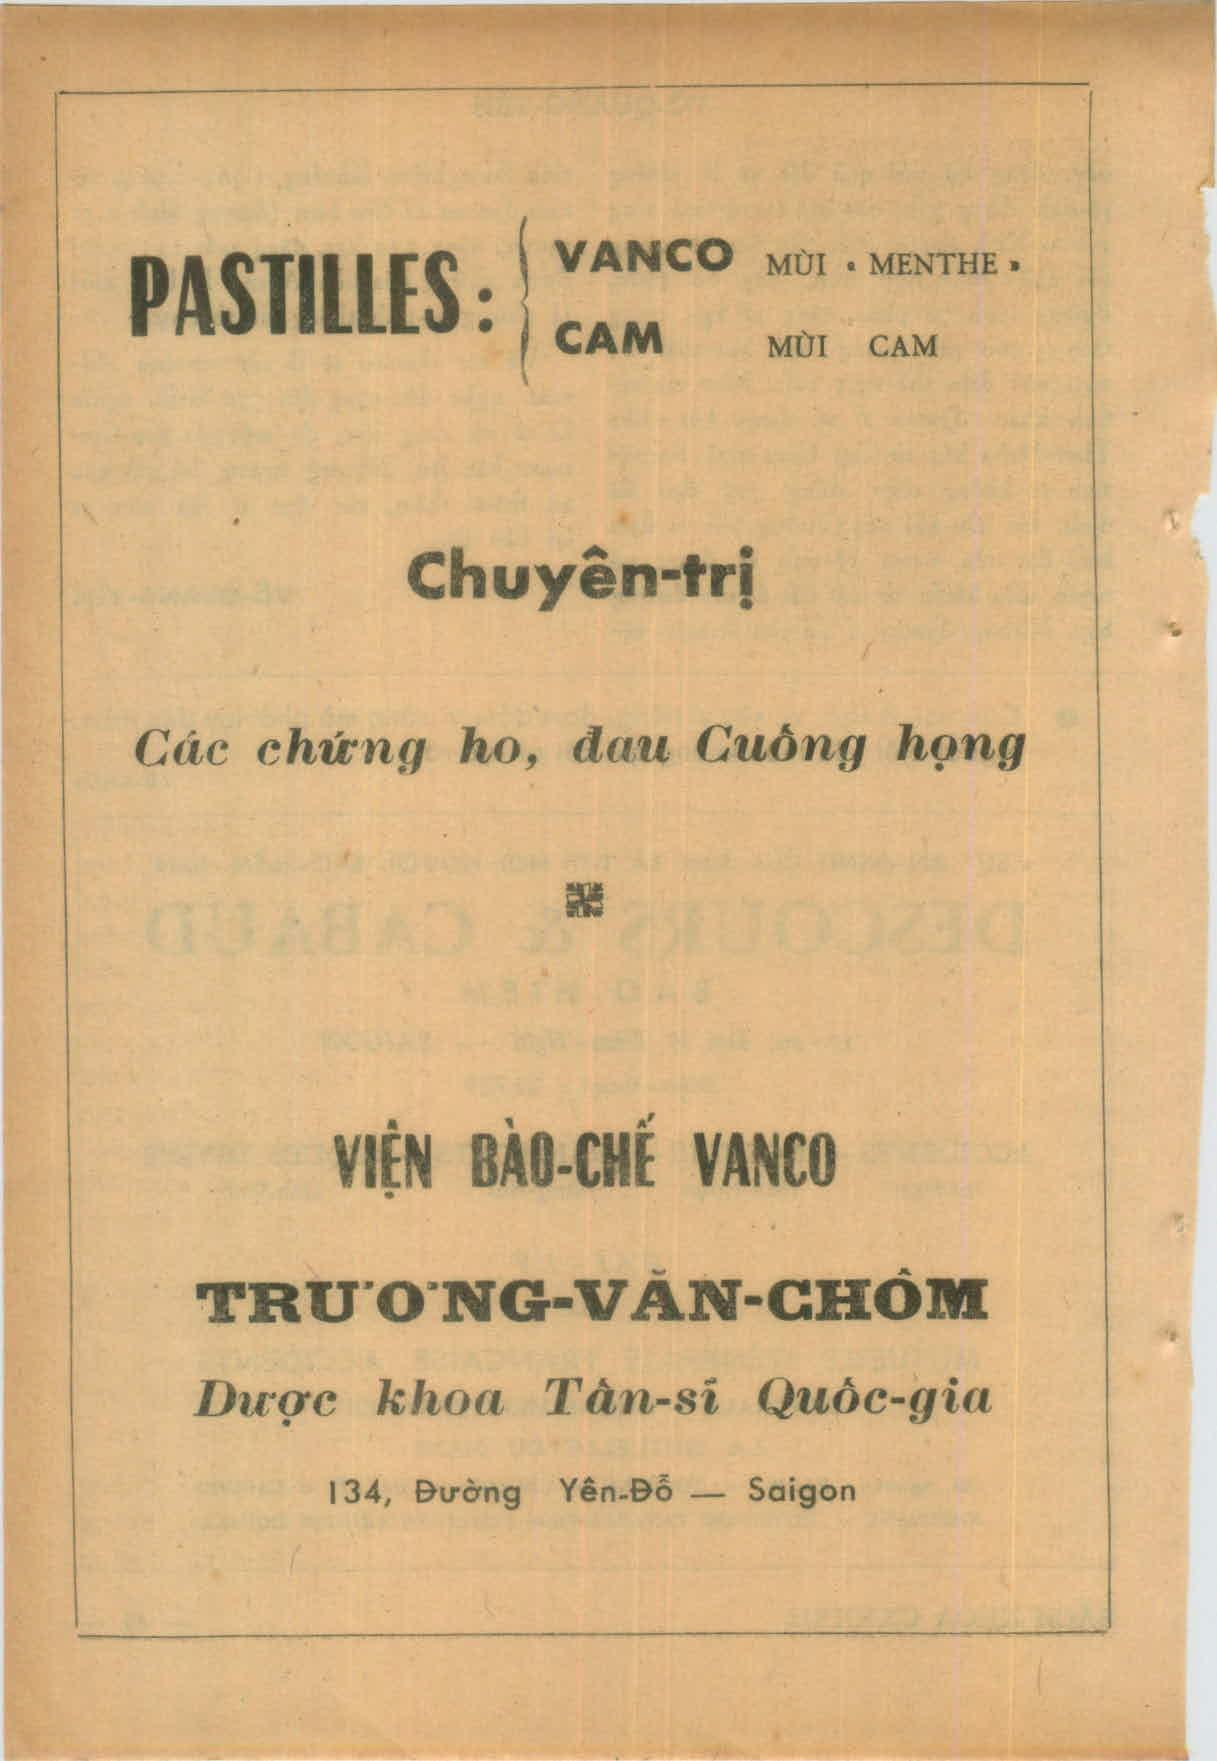 PASTILLES : { VANCO MÙI « MENTHE »
CAM MÙI CAM
Chuyên-trị
Các chứng ho, đau Cuống họng
VIỆN BÀO-CHẾ VANCO
TRƯƠNG-VĂN-CHÔM
Dược khoa Tấn-sĩ Quốc-gia
134, Đường Yên-Đỗ — Saigon